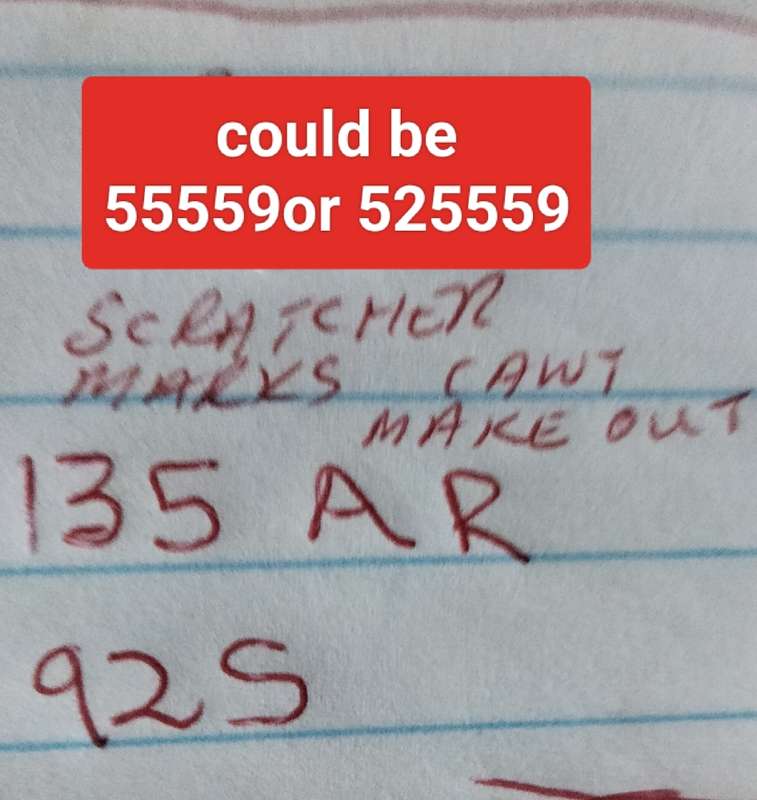 could be
55559or 525559
SCRATCHER
MARKS CAN'T
MAKE OUT
135 AR
92S